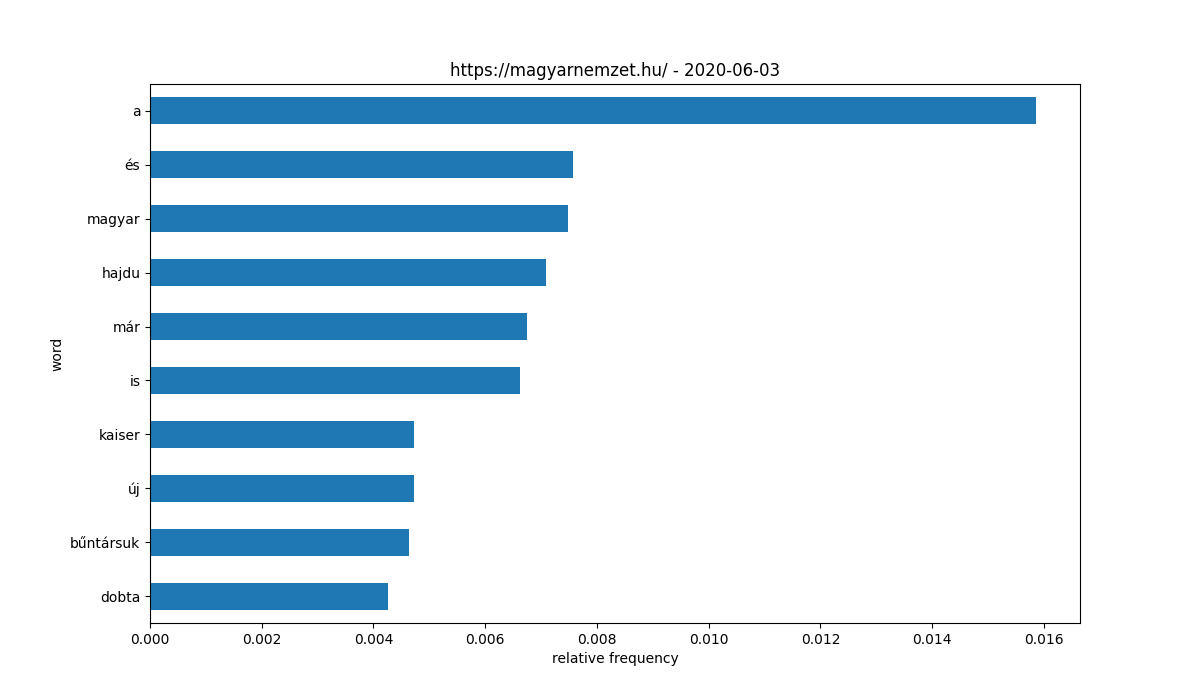 https://magyarnemzet.hu/ - 2020-06-03
a
és
magyar
hajdu
már
is
kaiser
új
bűntársuk
dobta
word
0.000 0.002 0.004 0.006 0.008 0.010 0.012 0.014 0.016
relative frequency